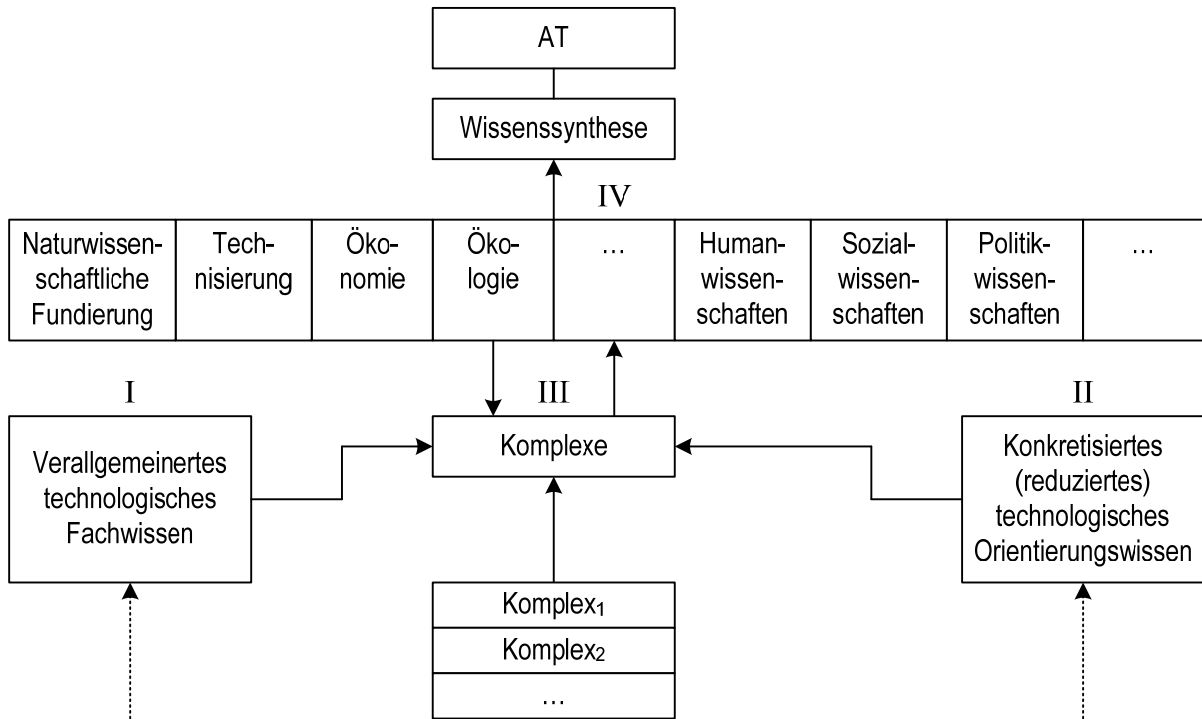 AT
Wissenssynthese
IV
Naturwissen-
schaftliche
Fundierung
Tech-
nisierung
Öko-
nomie
Öko-
logie
...
Human-
wissen-
schaften
Sozial-
wissen-
schaften
Politik-
wissen-
schaften
...
I
III
II
Verallgemeinertes
technologisches
Fachwissen
Komplexe
Konkretisiertes
(reduziertes)
technologisches
Orientierungswissen
Komplex₁
Komplex₂
...